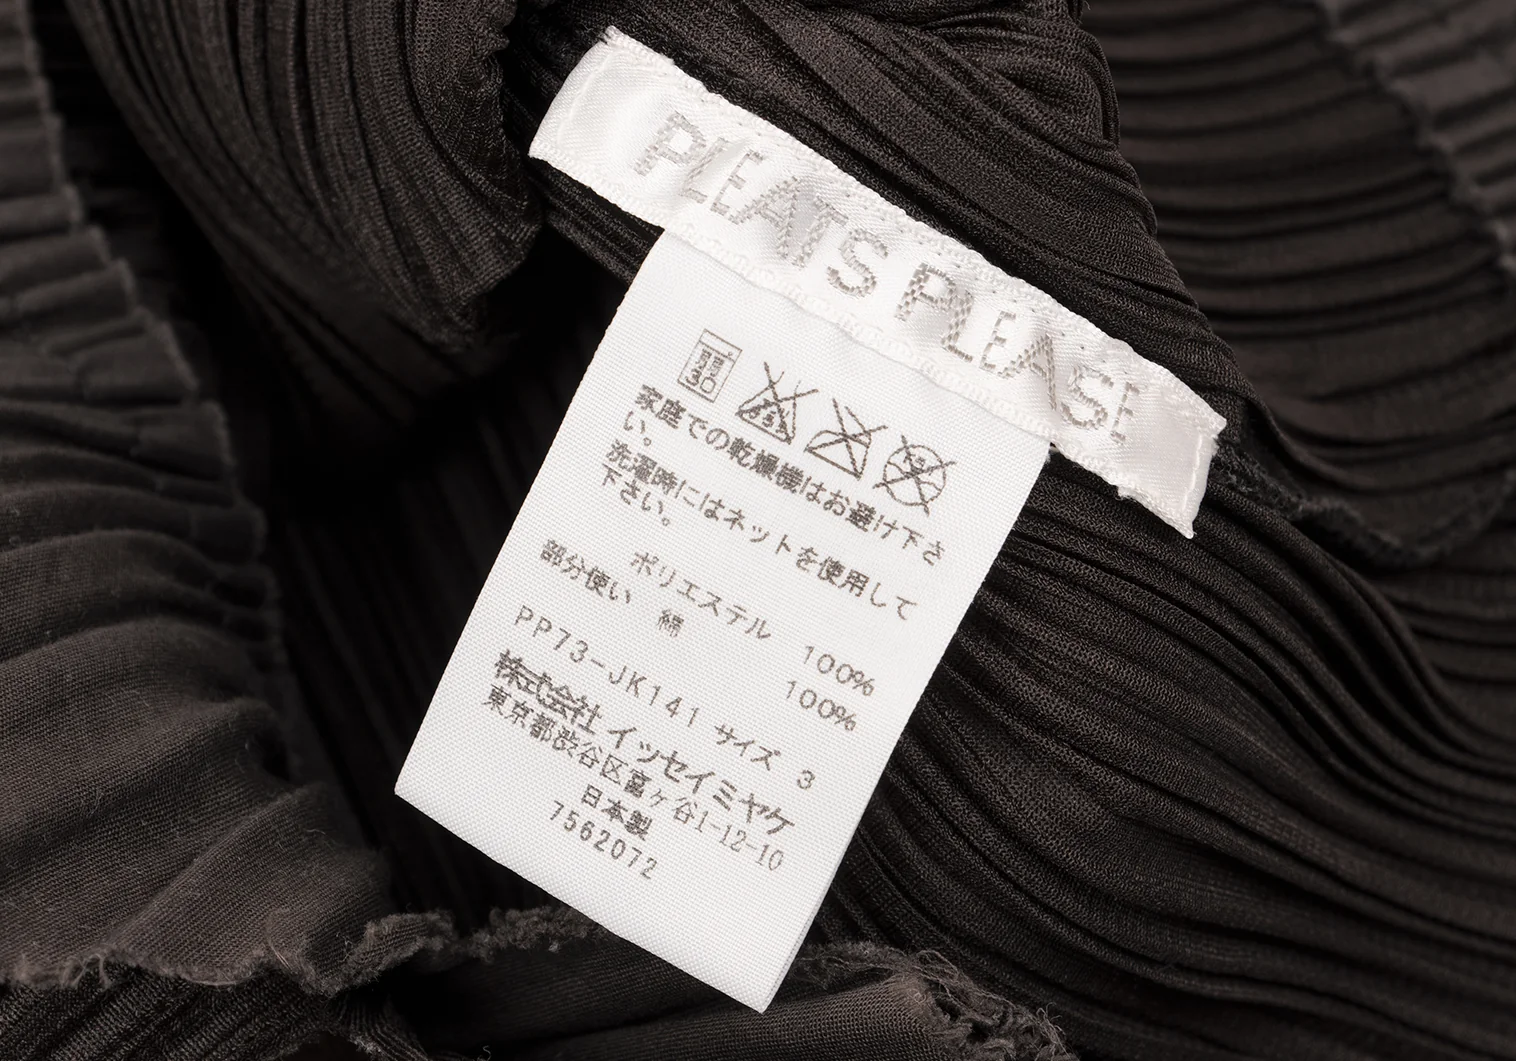 PLEATS PLEASE
家庭での乾燥機はお避け下さ
い。
洗濯時にはネットを使用して
下さい。
ポリエステル 100%
部分使い 綿 100%
PP73-JK141 サイズ 3
株式会社 イッセイミヤケ
東京都渋谷区富ヶ谷1-12-10
日本製
7562072